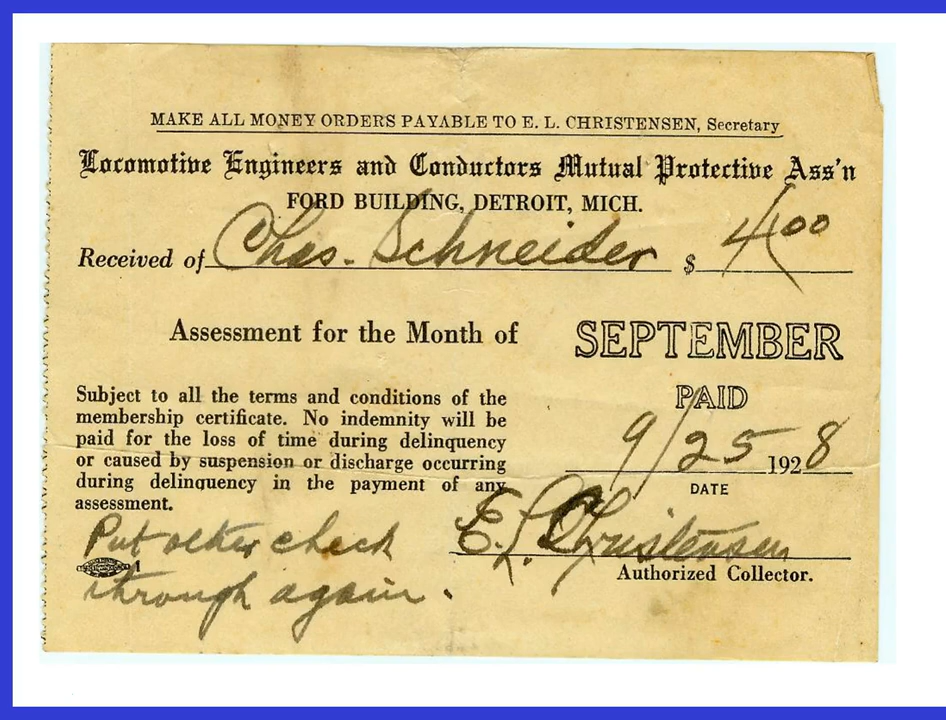 MAKE ALL MONEY ORDERS PAYABLE TO E. L. CHRISTENSEN, Secretary
Locomotive Engineers and Conductors Mutual Protective Ass'n
FORD BUILDING, DETROIT, MICH.
Received of Chas. Schneider $ 4.00
Assessment for the Month of SEPTEMBER
Subject to all the terms and conditions of the
membership certificate. No indemnity will be
paid for the loss of time during delinquency
or caused by suspension or discharge occurring
during delinquency in the payment of any
assessment.
PAID
9/25 1928
DATE
E. L. Christensen
Authorized Collector.
Put other check
1
through again.